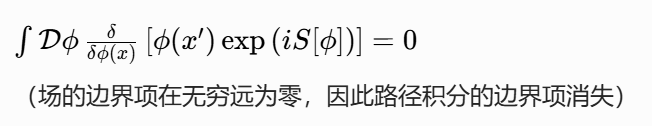 ∫ 𝒟ϕ δ/δϕ(x) [ϕ(x′) exp (iS[ϕ])] = 0
（场的边界项在无穷远为零，因此路径积分的边界项消失）